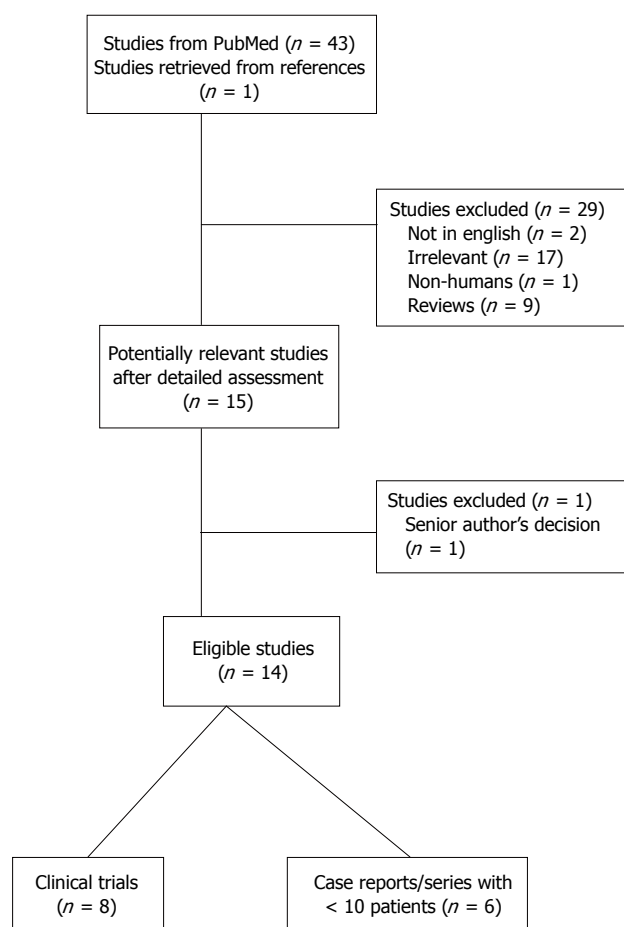 Studies from PubMed (n = 43)
Studies retrieved from references
(n = 1)
Studies excluded (n = 29)
Not in english (n = 2)
Irrelevant (n = 17)
Non-humans (n = 1)
Reviews (n = 9)
Potentially relevant studies
after detailed assessment
(n = 15)
Studies excluded (n = 1)
Senior author’s decision
(n = 1)
Eligible studies
(n = 14)
Clinical trials
(n = 8)
Case reports/series with
< 10 patients (n = 6)